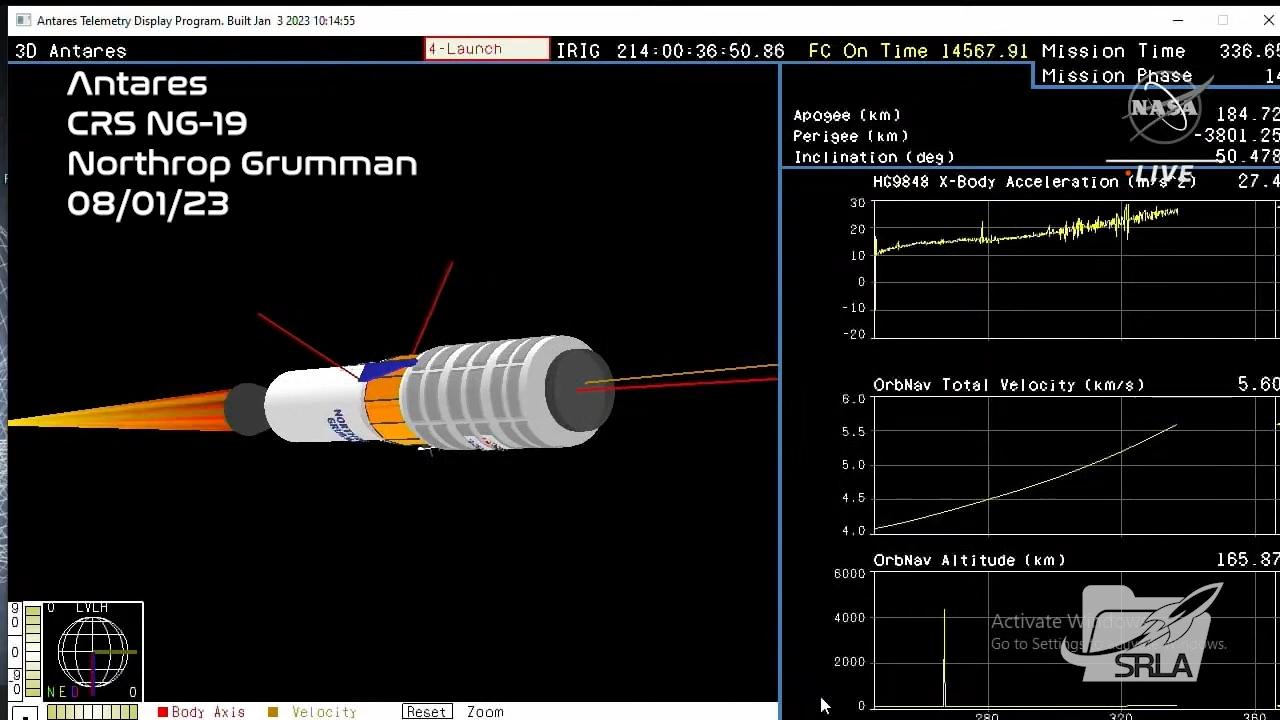 Antares Telemetry Display Program. Built Jan  3 2023 10:14:55
3D Antares
4-Launch
IRIG 214:00:36:50.86
FC On Time 14567.91
Mission Time 336.65
Mission Phase 14
Antares
CRS NG-19
Northrop Grumman
08/01/23
NASA
LIVE
Apogee (km) 184.72
Perigee (km) -3801.25
Inclination (deg) 50.478
HG9848 X-Body Acceleration (m/s^2) 27.4
30
20
10
0
-10
-20
OrbNav Total Velocity (km/s) 5.60
6.0
5.5
5.0
4.5
4.0
OrbNav Altitude (km) 165.87
6000
4000
2000
0
280 320 360
Activate Windows
Go to Settings to activate Windows.
SRLA
90 0 -90
0 LVLH
N E D 0
Body Axis
Velocity
Reset
Zoom